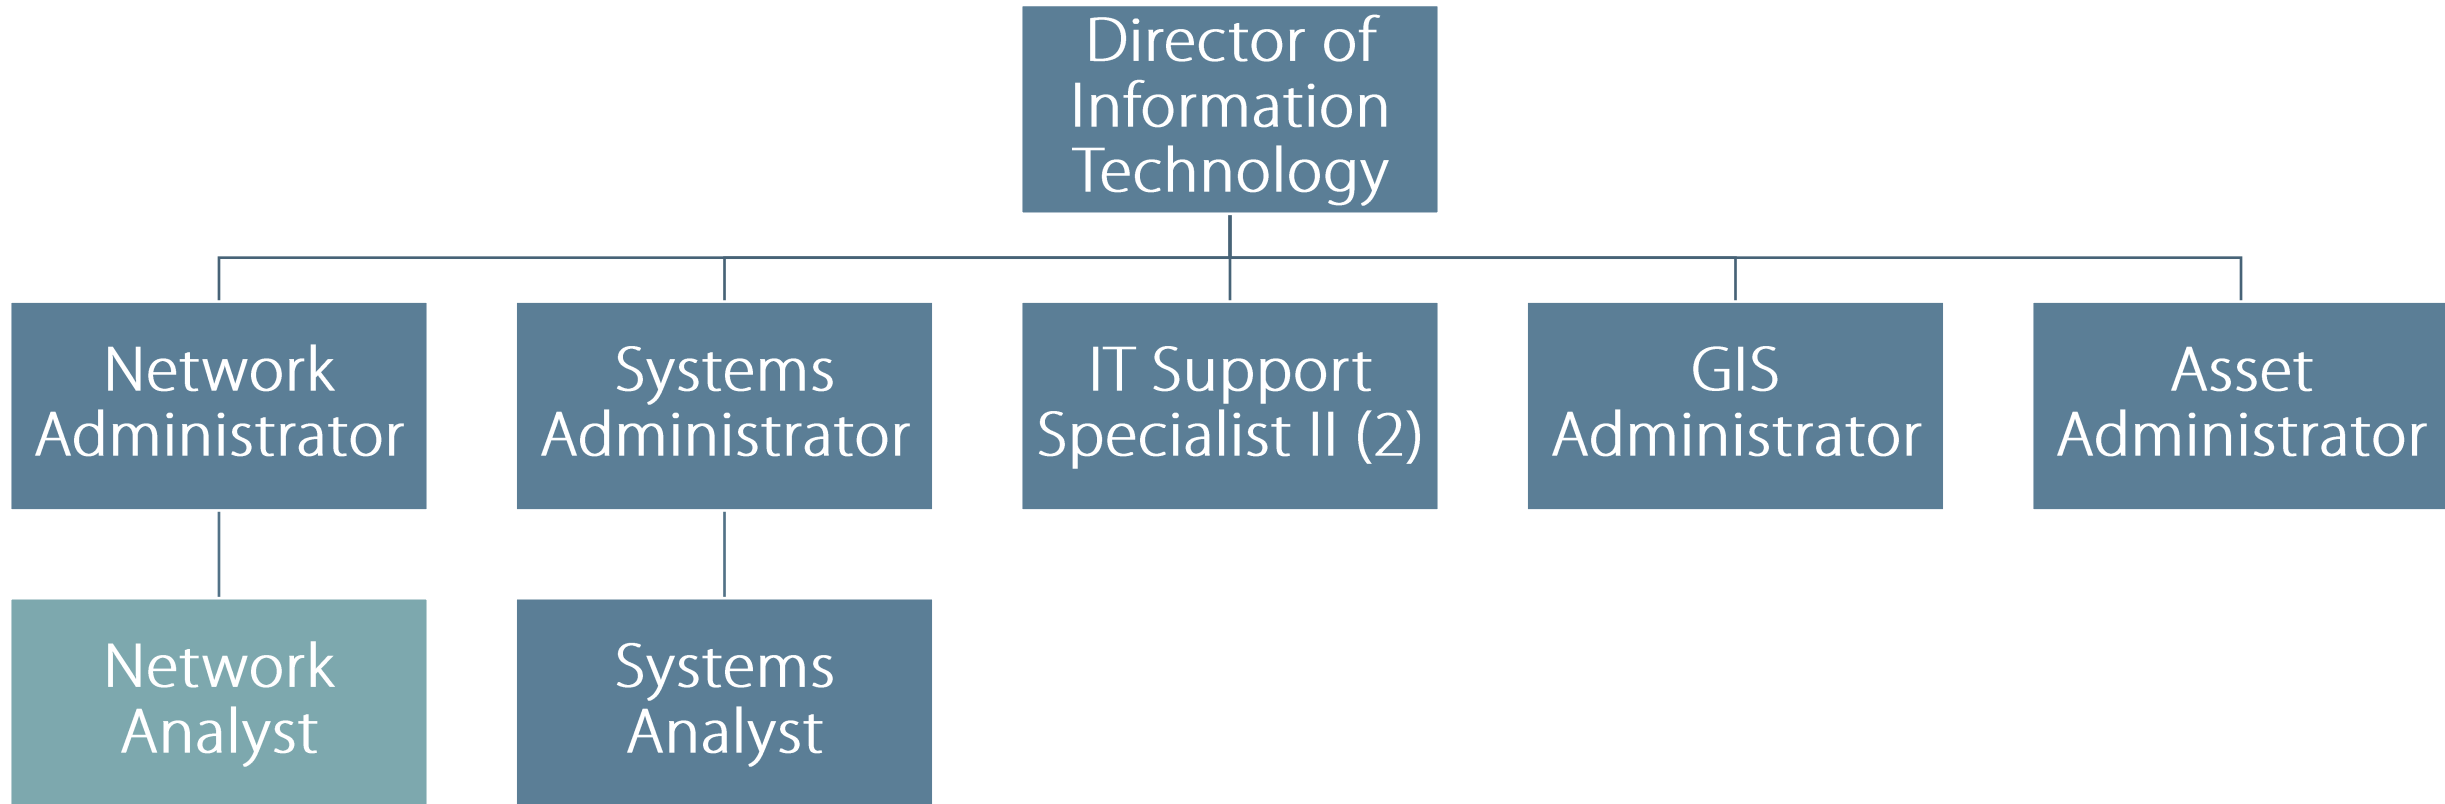 Director of
Information
Technology
Network
Administrator
Systems
Administrator
IT Support
Specialist II (2)
GIS
Administrator
Asset
Administrator
Network
Analyst
Systems
Analyst